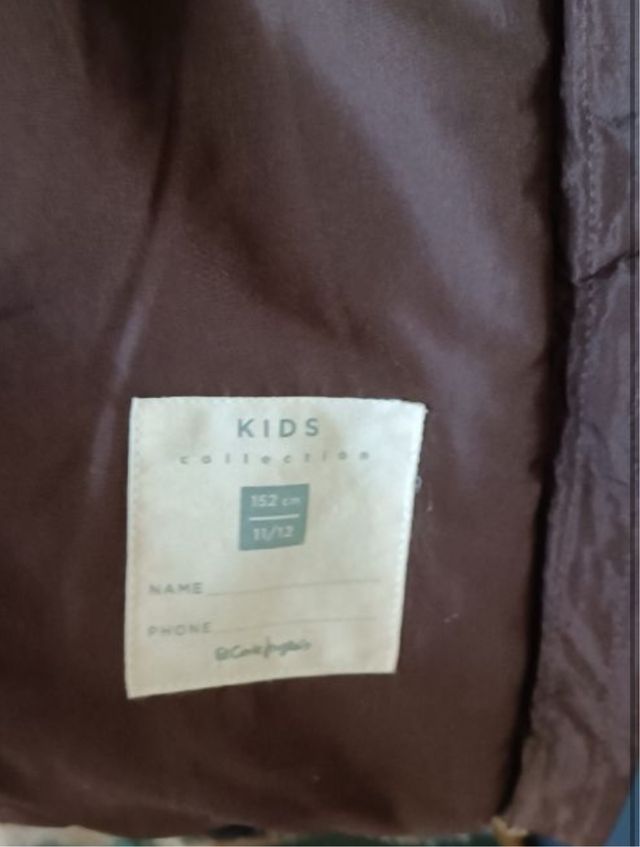 KIDS
collection
152 cm
11/12
NAME
PHONE
El Corte Inglés